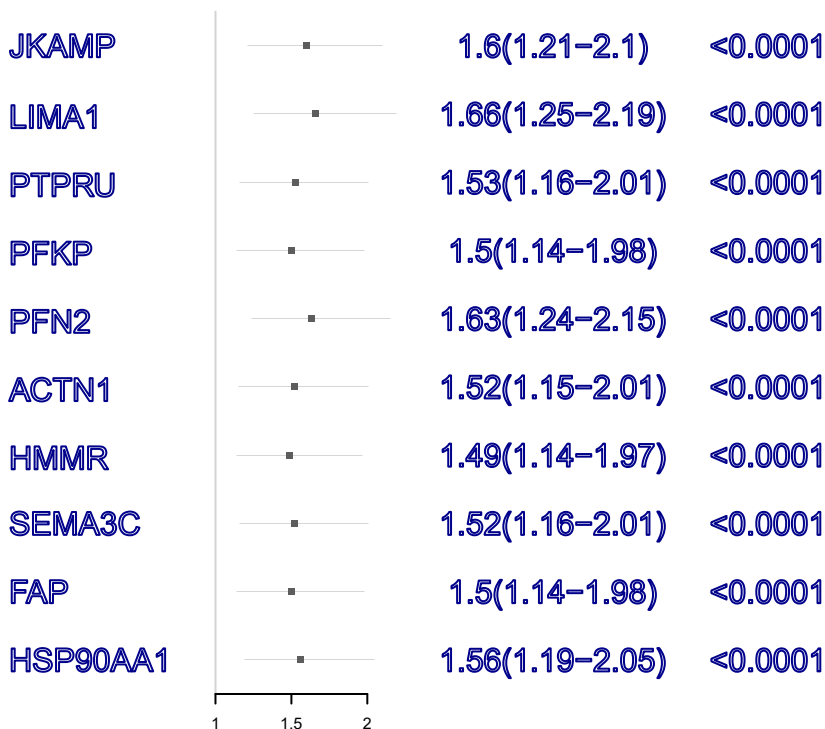 JKAMP 1.6(1.21−2.1) <0.0001
LIMA1 1.66(1.25−2.19) <0.0001
PTPRU 1.53(1.16−2.01) <0.0001
PFKP 1.5(1.14−1.98) <0.0001
PFN2 1.63(1.24−2.15) <0.0001
ACTN1 1.52(1.15−2.01) <0.0001
HMMR 1.49(1.14−1.97) <0.0001
SEMA3C 1.52(1.16−2.01) <0.0001
FAP 1.5(1.14−1.98) <0.0001
HSP90AA1 1.56(1.19−2.05) <0.0001
1 1.5 2